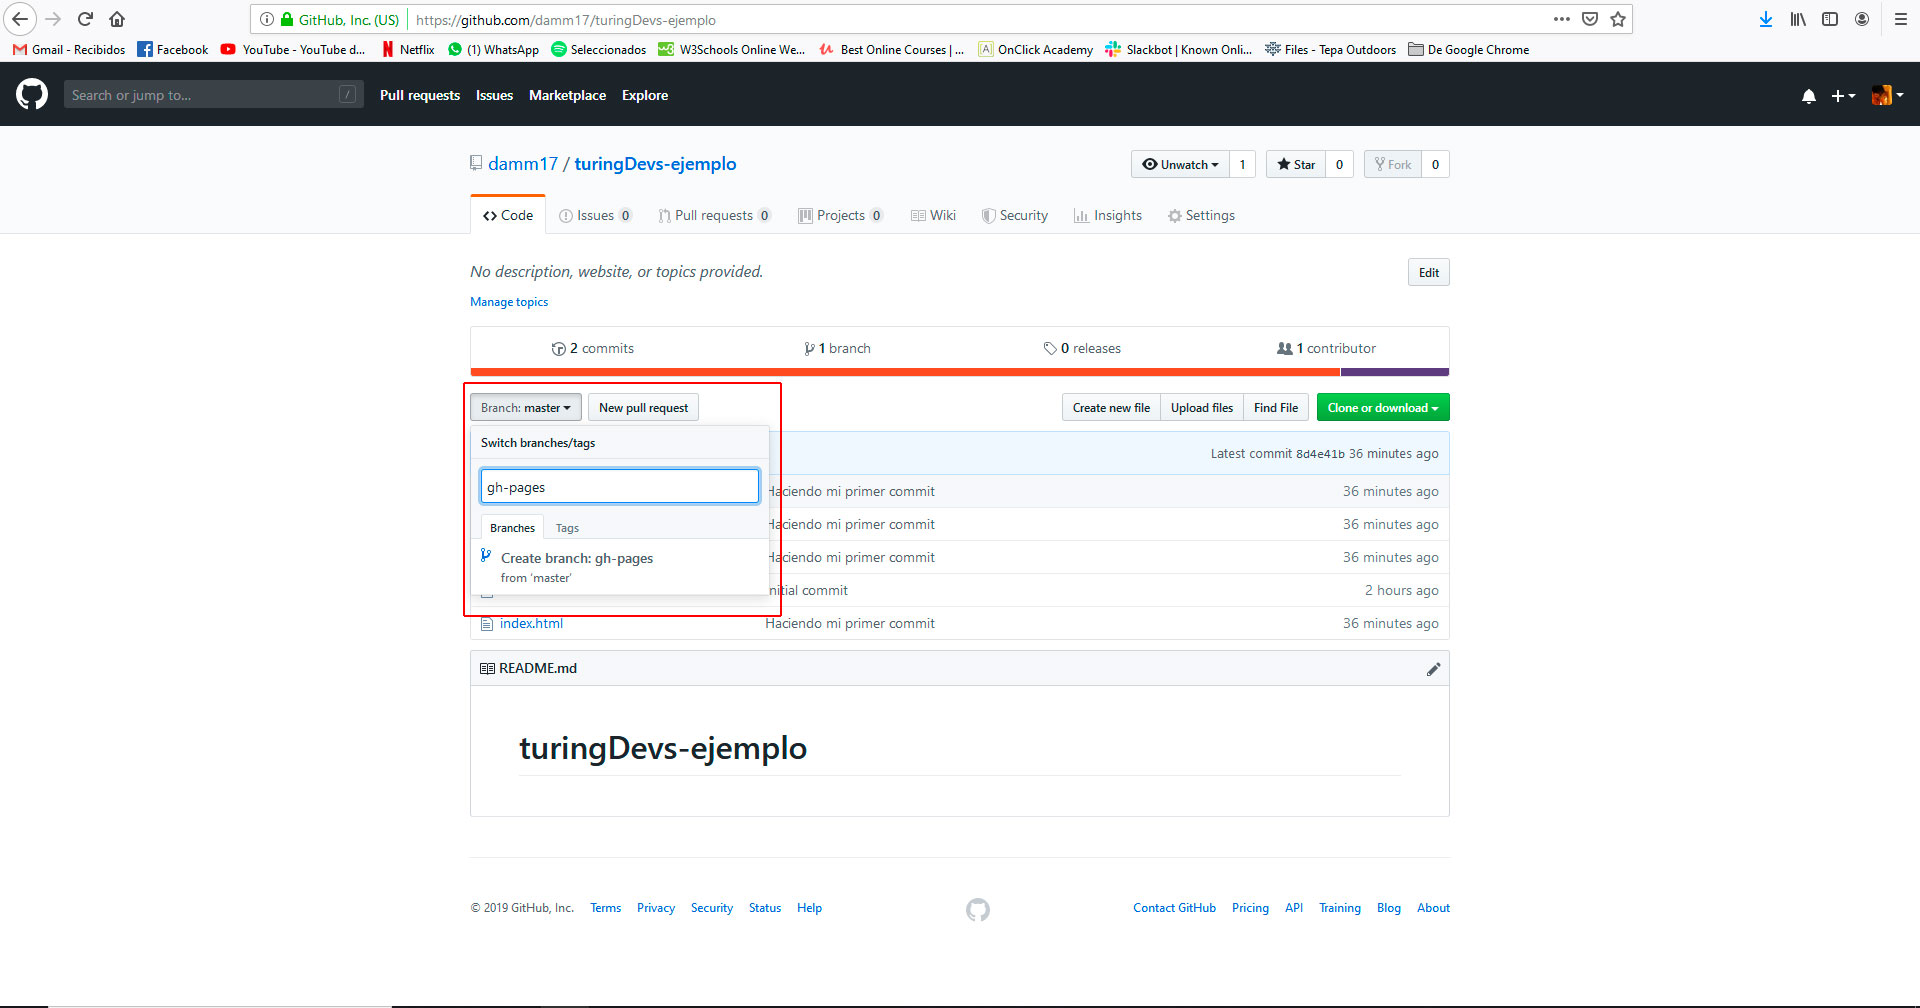 GitHub, Inc. (US) https://github.com/damm17/turingDevs-ejemplo
Gmail - Recibidos Facebook YouTube - YouTube d... Netflix (1) WhatsApp Seleccionados W3Schools Online We... Best Online Courses | ... OnClick Academy Slackbot | Known Onli... Files - Tepa Outdoors De Google Chrome
Search or jump to... / Pull requests Issues Marketplace Explore
damm17 / turingDevs-ejemplo Unwatch 1 Star 0 Fork 0
Code Issues 0 Pull requests 0 Projects 0 Wiki Security Insights Settings
No description, website, or topics provided. Edit
Manage topics
2 commits 1 branch 0 releases 1 contributor
Branch: master New pull request Create new file Upload files Find File Clone or download
Switch branches/tags
Latest commit 8d4e41b 36 minutes ago
gh-pages
Haciendo mi primer commit 36 minutes ago
Branches Tags
Haciendo mi primer commit 36 minutes ago
Create branch: gh-pages
from 'master'
Haciendo mi primer commit 36 minutes ago
nitial commit 2 hours ago
index.html Haciendo mi primer commit 36 minutes ago
README.md
turingDevs-ejemplo
© 2019 GitHub, Inc. Terms Privacy Security Status Help Contact GitHub Pricing API Training Blog About